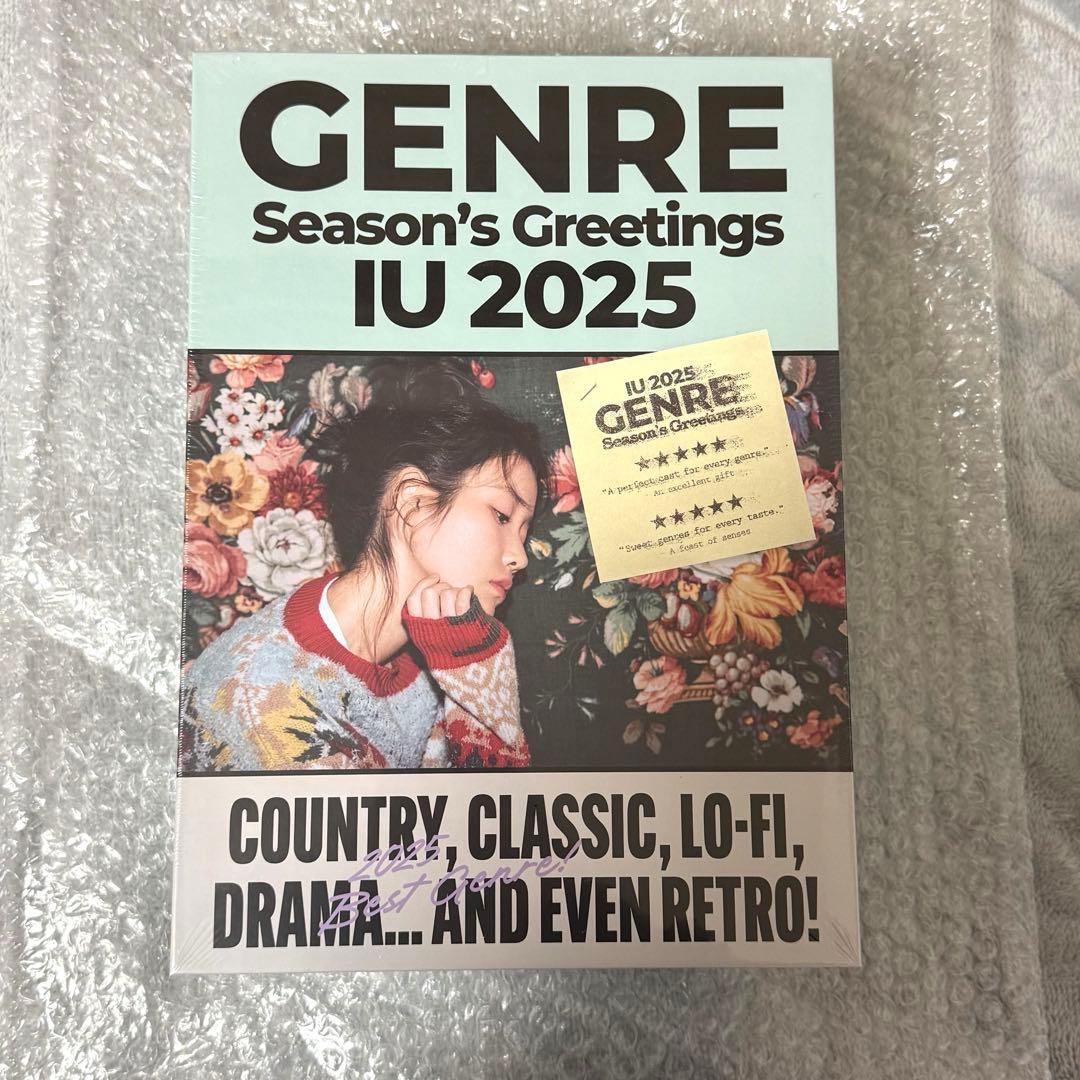 GENRE
Season's Greetings
IU 2025
IU 2025
GENRE
Season's Greetings
★★★★★
"A perfect cast for every genre."
An excellent gift
★★★★★
"Sweet genres for every taste."
A feast of senses
COUNTRY, CLASSIC, LO-FI,
DRAMA... AND EVEN RETRO!
2025
Best Genre!